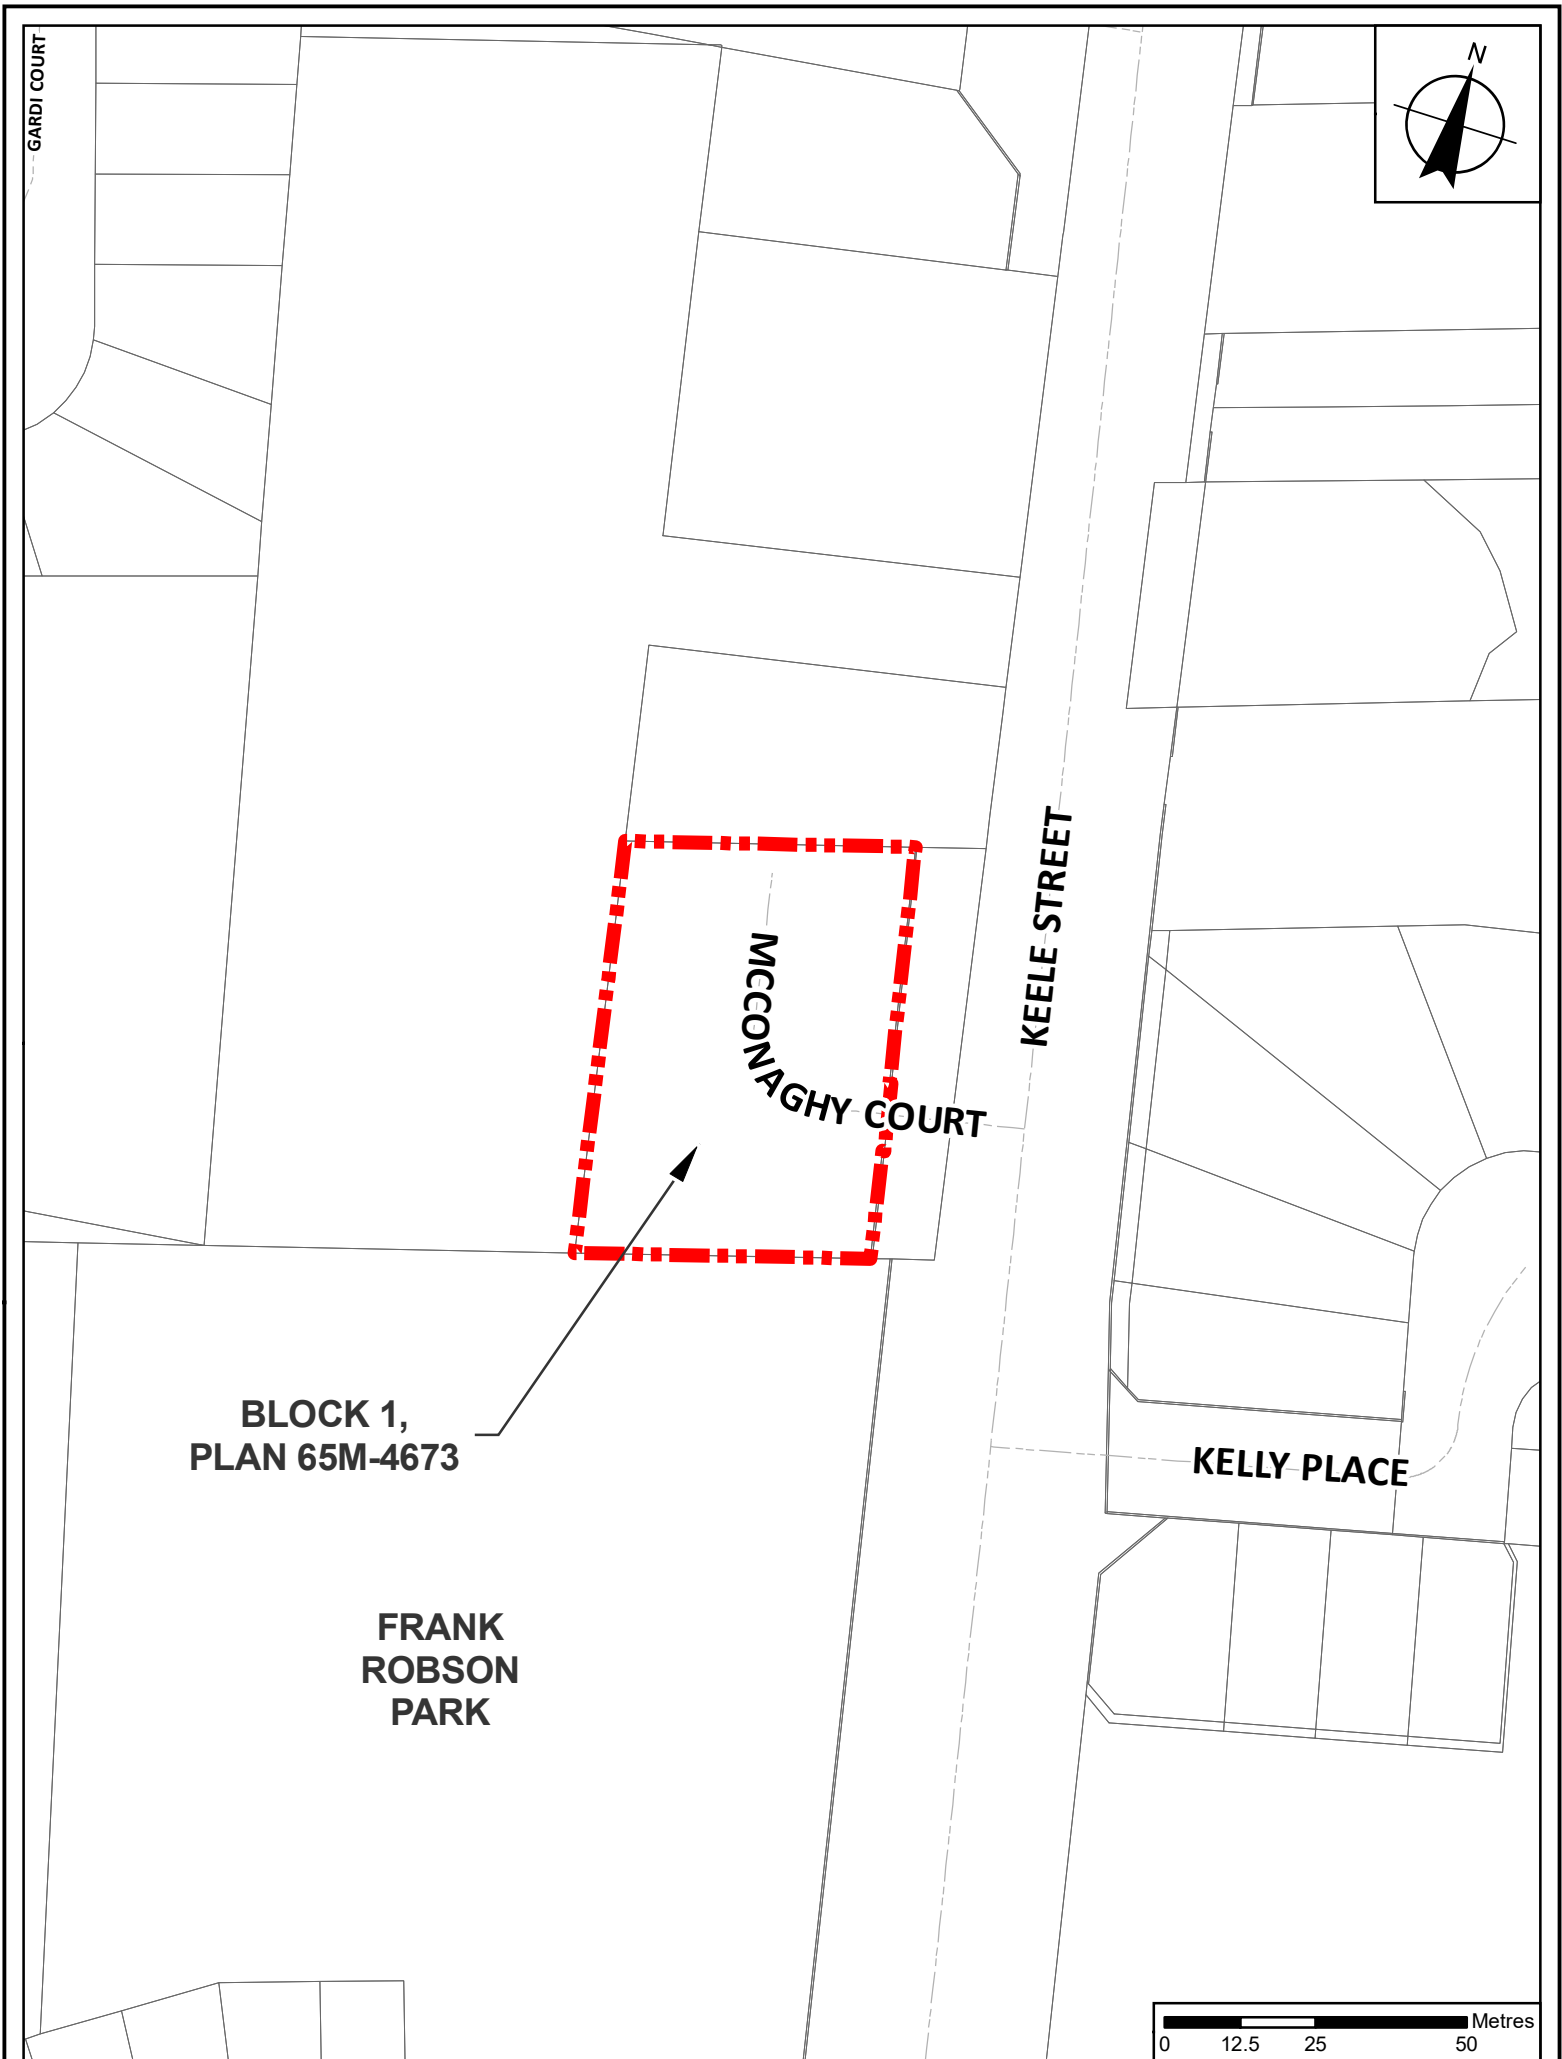 GARDI COURT
N
KEELE STREET
MCCONAGHY COURT
BLOCK 1,
PLAN 65M-4673
KELLY PLACE
FRANK
ROBSON
PARK
Metres
0 12.5 25 50